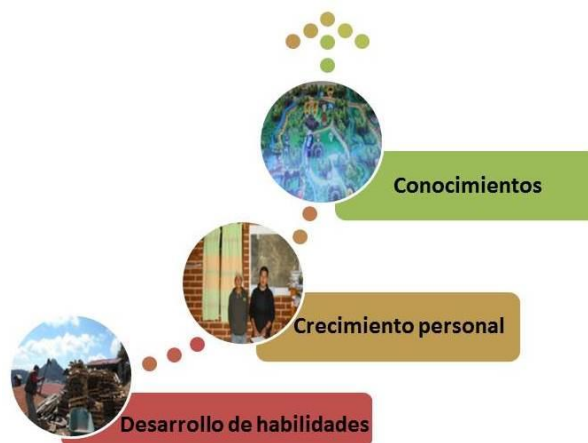 Conocimientos
Crecimiento personal
Desarrollo de habilidades